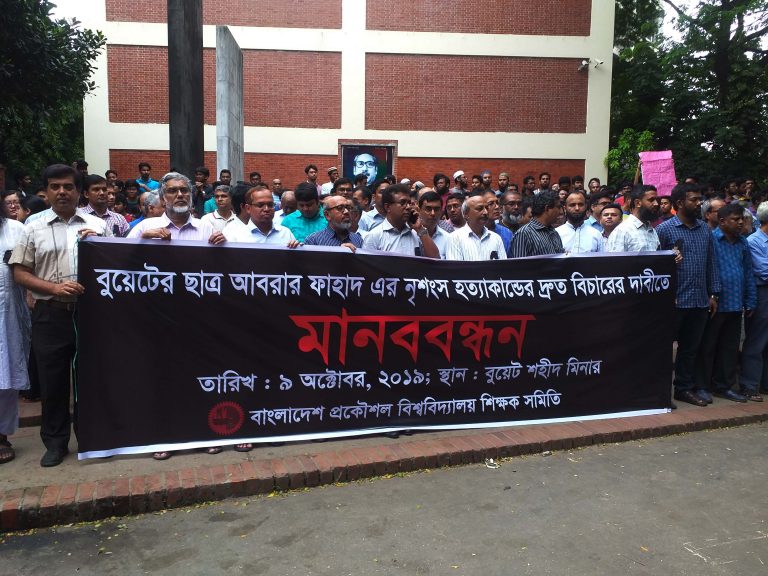 বুয়েটের ছাত্র আবরার ফাহাদ এর নৃশংস হত্যাকান্ডের দ্রুত বিচারের দাবীতে
মানববন্ধন
তারিখ : ৯ অক্টোবর, ২০১৯; স্থান : বুয়েট শহীদ মিনার
বাংলাদেশ প্রকৌশল বিশ্ববিদ্যালয় শিক্ষক সমিতি